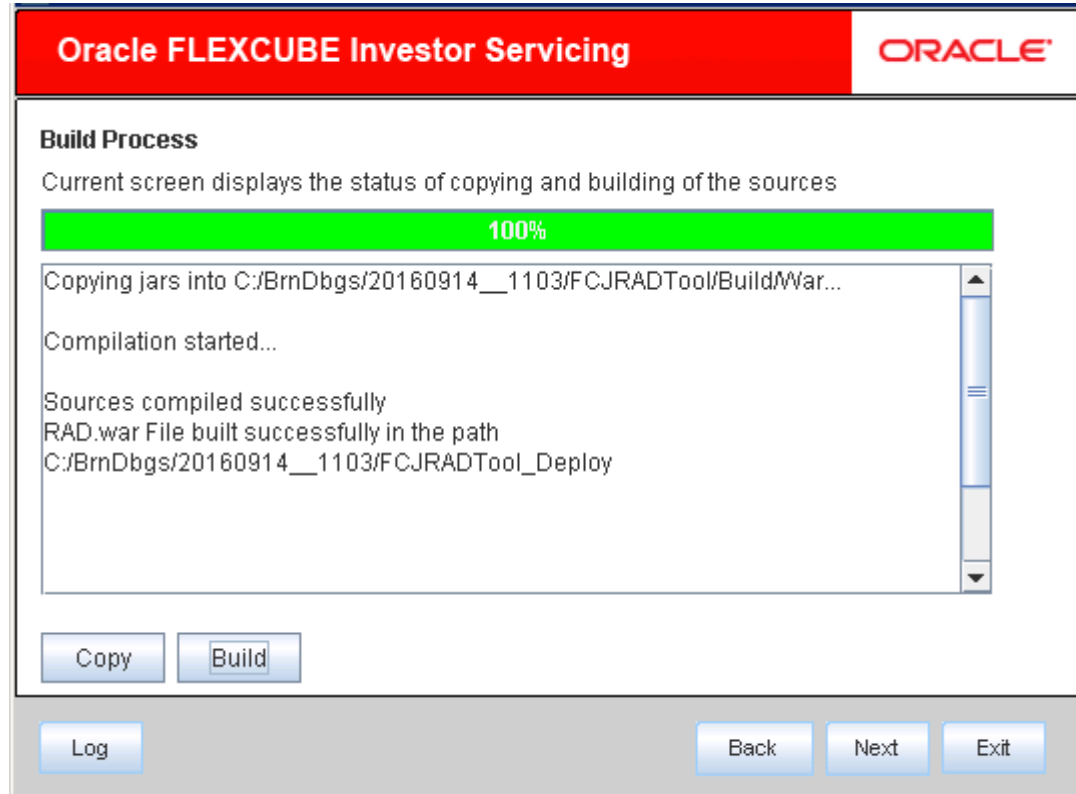 Oracle FLEXCUBE Investor Servicing
ORACLE
Build Process
Current screen displays the status of copying and building of the sources
100%
Copying jars into C:/BrnDbgs/20160914__1103/FCJRADTool/Build/War...
Compilation started...
Sources compiled successfully
RAD.war File built successfully in the path
C:/BrnDbgs/20160914__1103/FCJRADTool_Deploy
Copy
Build
Log
Back
Next
Exit